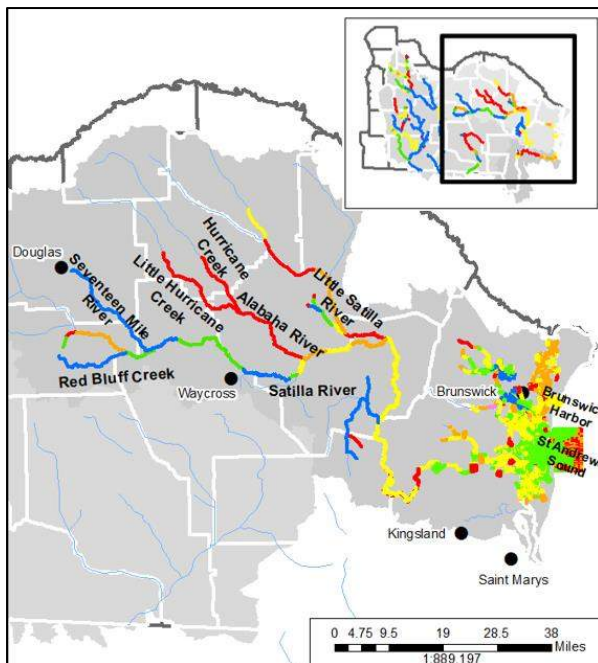 Douglas
Seventeen Mile
River
Hurricane
Creek
Little Hurricane
Creek
Alabaha River
Little Satilla
River
Red Bluff Creek
Waycross
Satilla River
Brunswick
Brunswick
Harbor
St Andrew
Sound
Kingsland
Saint Marys
0 4.75 9.5 19 28.5 38
Miles
1:889,197